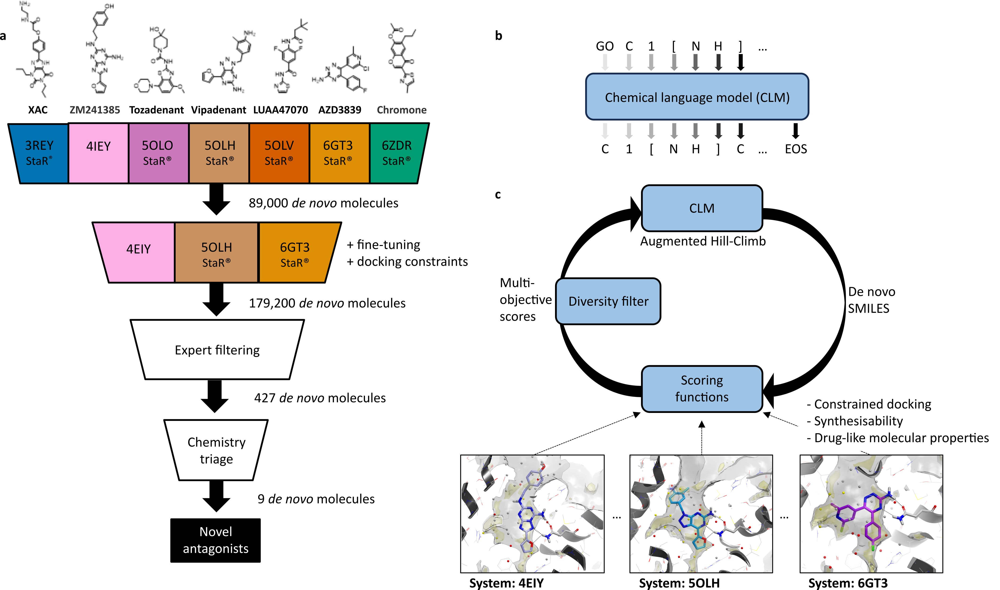 a
XAC
ZM241385
Tozadenant
Vipadenant
LUAA47070
AZD3839
Chromone
3REY
StaR®
4IEY
5OLO
StaR®
5OLH
StaR®
5OLV
StaR®
6GT3
StaR®
6ZDR
StaR®
89,000 de novo molecules
4EIY
5OLH
StaR®
6GT3
StaR®
+ fine-tuning
+ docking constraints
179,200 de novo molecules
Expert filtering
427 de novo molecules
Chemistry
triage
9 de novo molecules
Novel
antagonists
b
GO C 1 [ N H ] ...
Chemical language model (CLM)
C 1 [ N H ] C ... EOS
c
CLM
Augmented Hill-Climb
Multi-
objective
scores
Diversity filter
De novo
SMILES
Scoring
functions
- Constrained docking
- Synthesisability
- Drug-like molecular properties
...
...
System: 4EIY
System: 5OLH
System: 6GT3